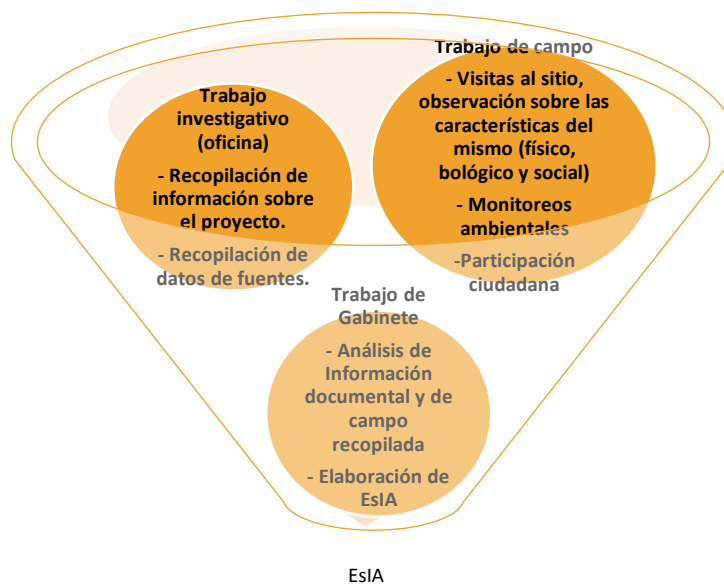 Trabajo
investigativo
(oficina)
- Recopilación de
información sobre
el proyecto.
- Recopilación de
datos de fuentes.
Trabajo de campo
- Visitas al sitio,
observación sobre las
características del
mismo (físico,
bológico y social)
- Monitoreos
ambientales
-Participación
ciudadana
Trabajo de
Gabinete
- Análisis de
Información
documental y de
campo
recopilada
- Elaboración de
EsIA
EsIA